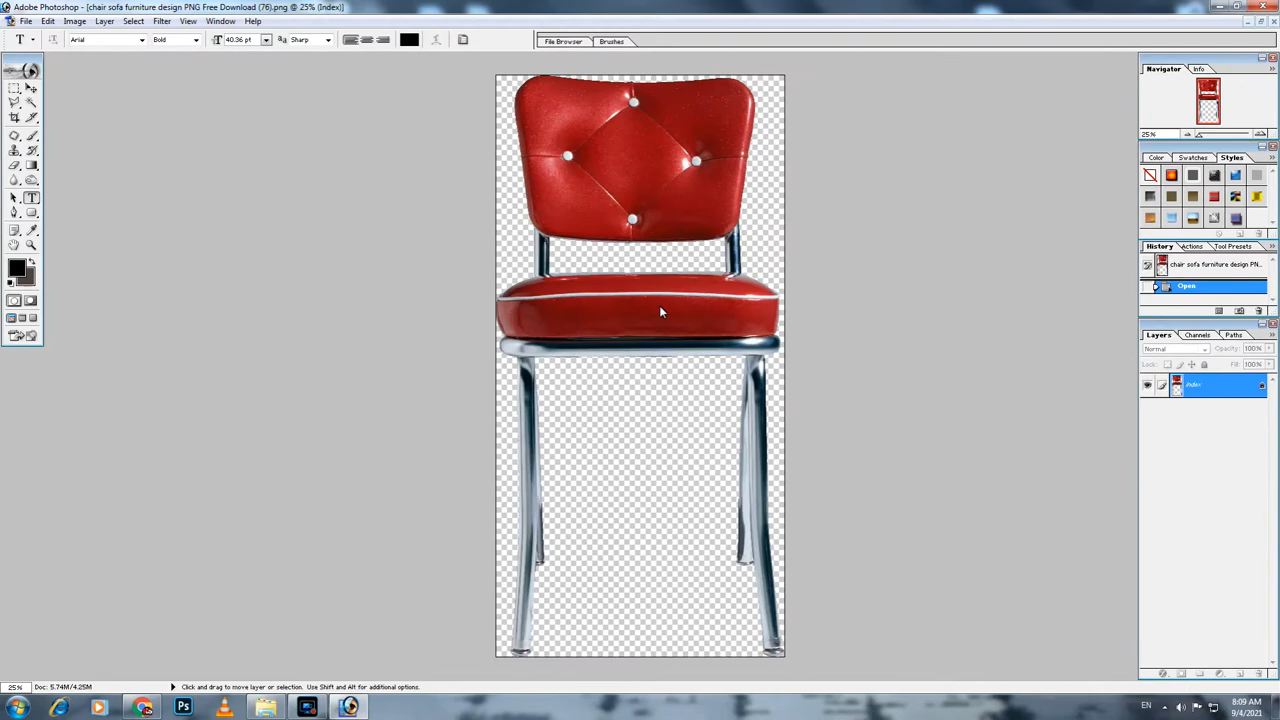 Adobe Photoshop - [chair sofa furniture design PNG Free Download (76).png @ 25% (Index)]
File Edit Image Layer Select Filter View Window Help
T Arial Bold 40.36 pt aa Sharp File Browser Brushes
Navigator Info
25%
Color Swatches Styles
History Actions Tool Presets
chair sofa furniture design PN...
Open
Layers Channels Paths
Normal Opacity: 100%
Lock: Fill: 100%
Index
25% Doc: 5.74M/4.25M Click and drag to move layer or selection. Use Shift and Alt for additional options.
Ps EN 8:09 AM
9/4/2021